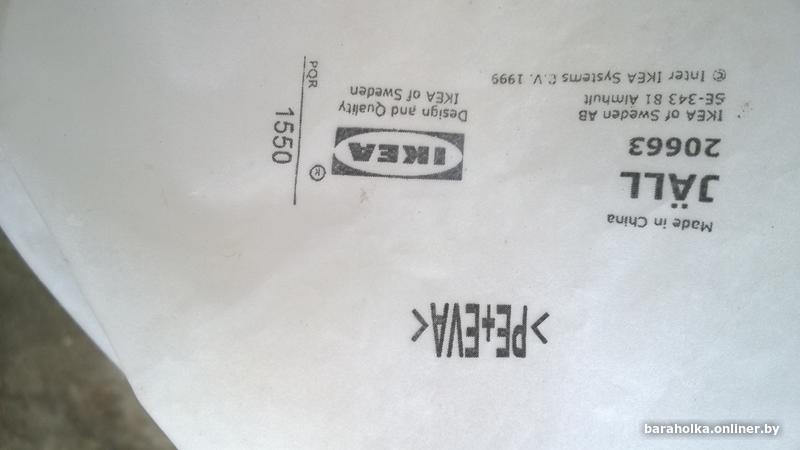 Made in China
JÄLL
20663
IKEA of Sweden AB
SE-343 81 Älmhult
© Inter IKEA Systems B.V. 1999
IKEA
®
Design and Quality
IKEA of Sweden
PQR
1550
>PE+EVA<
baraholka.onliner.by